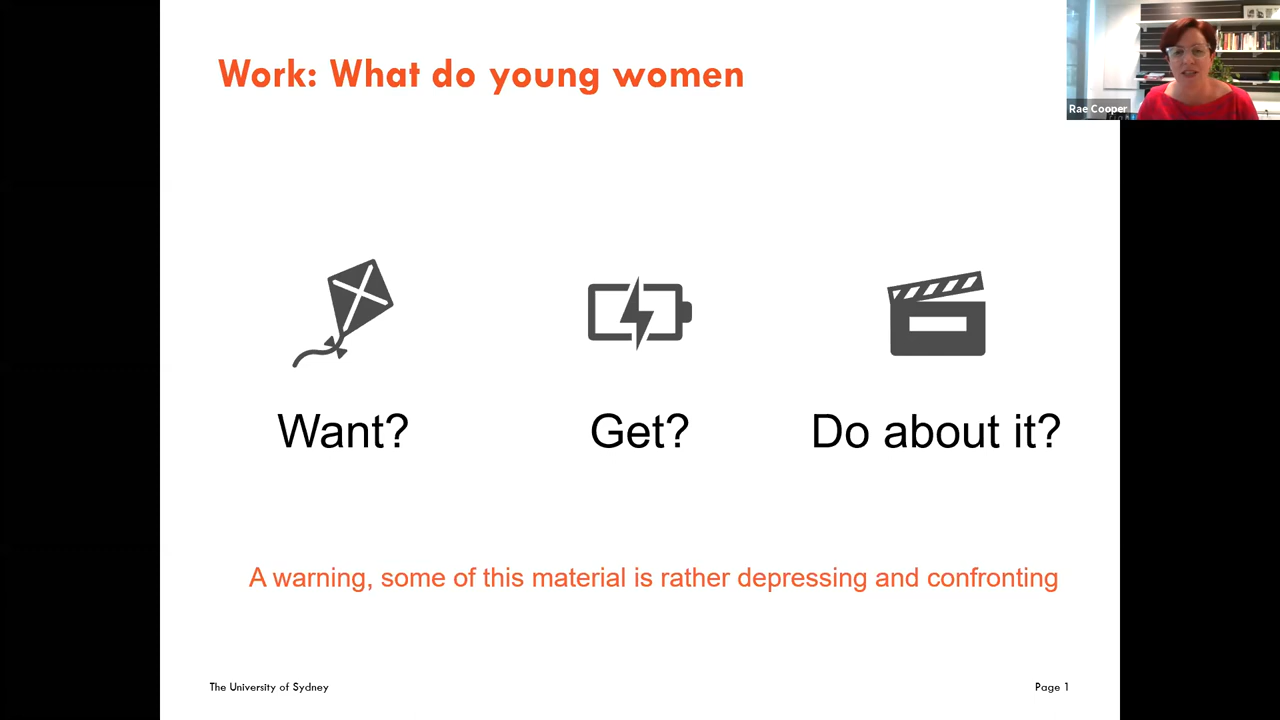 Work: What do young women
Rae Cooper
Want?
Get?
Do about it?
A warning, some of this material is rather depressing and confronting
The University of Sydney
Page 1